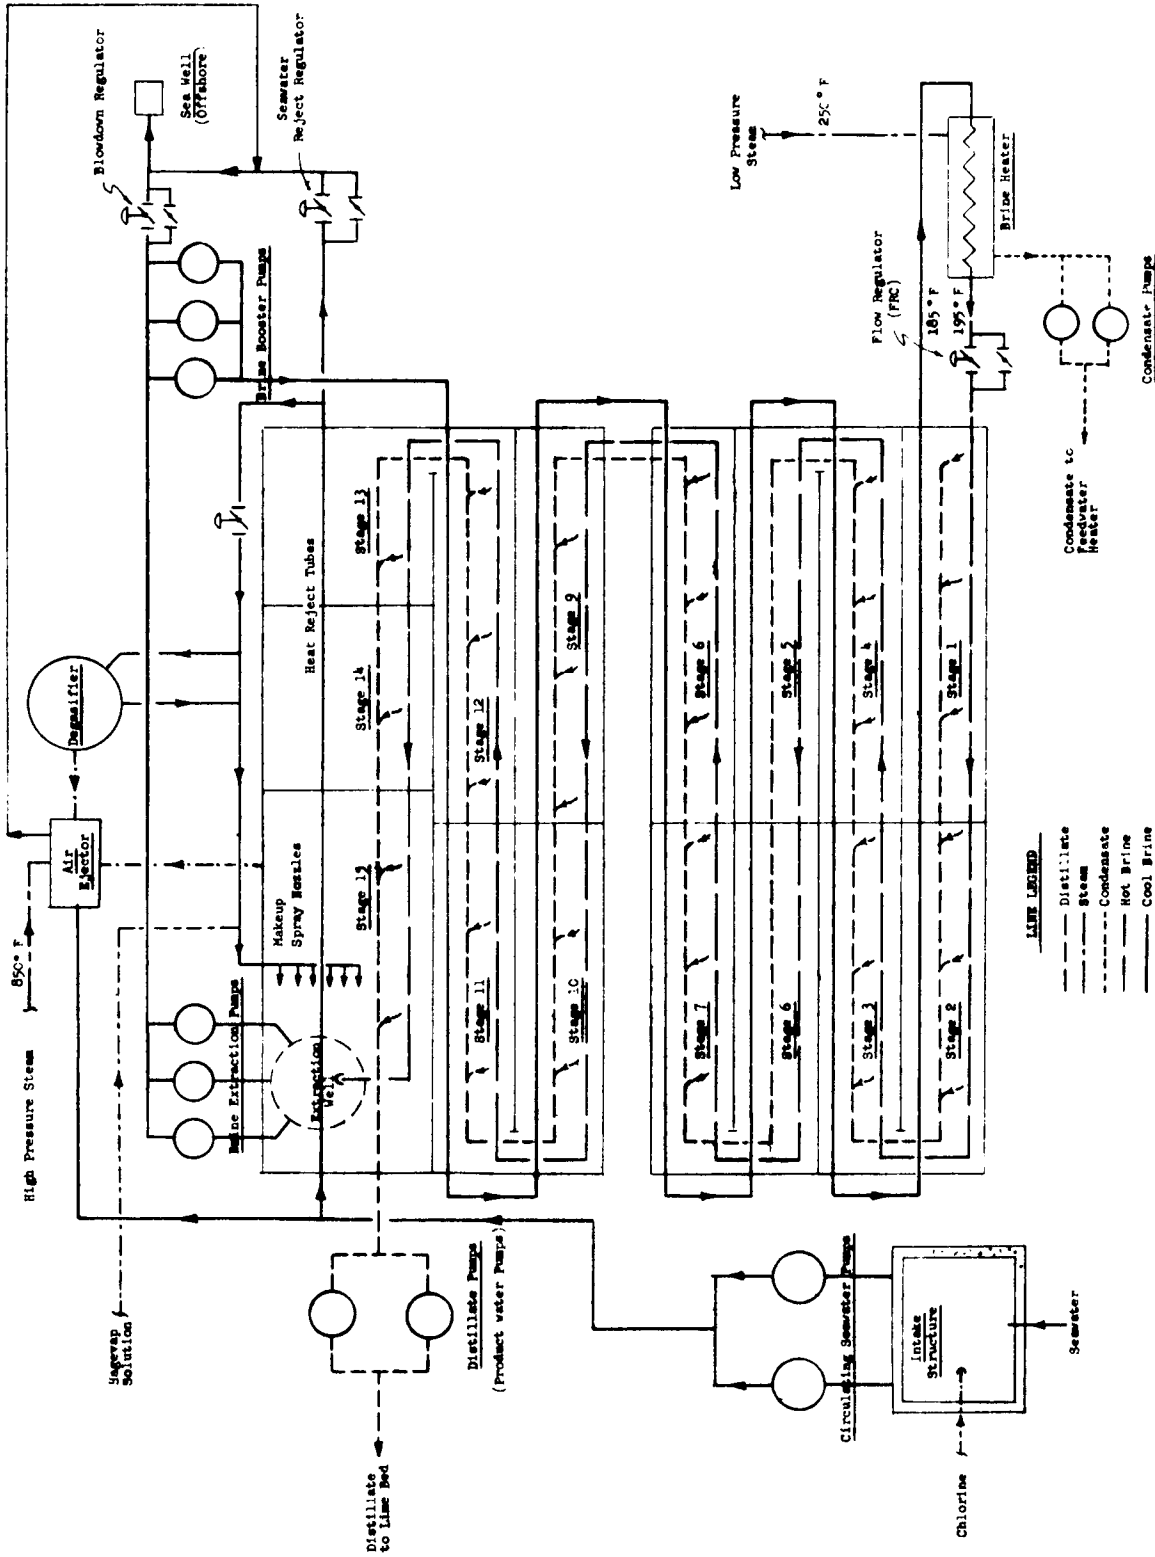 Hagevap
Solution
High Pressure Steam
850° F
Air
Ejector
Degasifier
Blowdown Regulator
Sea Well
(Offshore)
Seawater
Reject Regulator
Brine Extraction Pumps
Brine Booster Pumps
Makeup
Spray Nozzles
Heat Reject Tubes
Extraction
Well
Stage 15
Stage 14
Stage 13
Distillate
to Lime Bed
Distillate Pumps
(Product water Pumps)
Stage 11
Stage 12
Stage 10
Stage 9
Stage 7
Stage 6
Stage 6
Stage 5
Stage 3
Stage 4
Stage 2
Stage 1
Low Pressure
Steam
250° F
Flow Regulator
(FRC)
185° F
195° F
Brine Heater
Circulating Seawater Pumps
Intake
Structure
Chlorine
Seawater
Condensate to
Feedwater
Heater
Condensate Pumps
LINE LEGEND
Distillate
Steam
Condensate
Hot Brine
Cool Brine